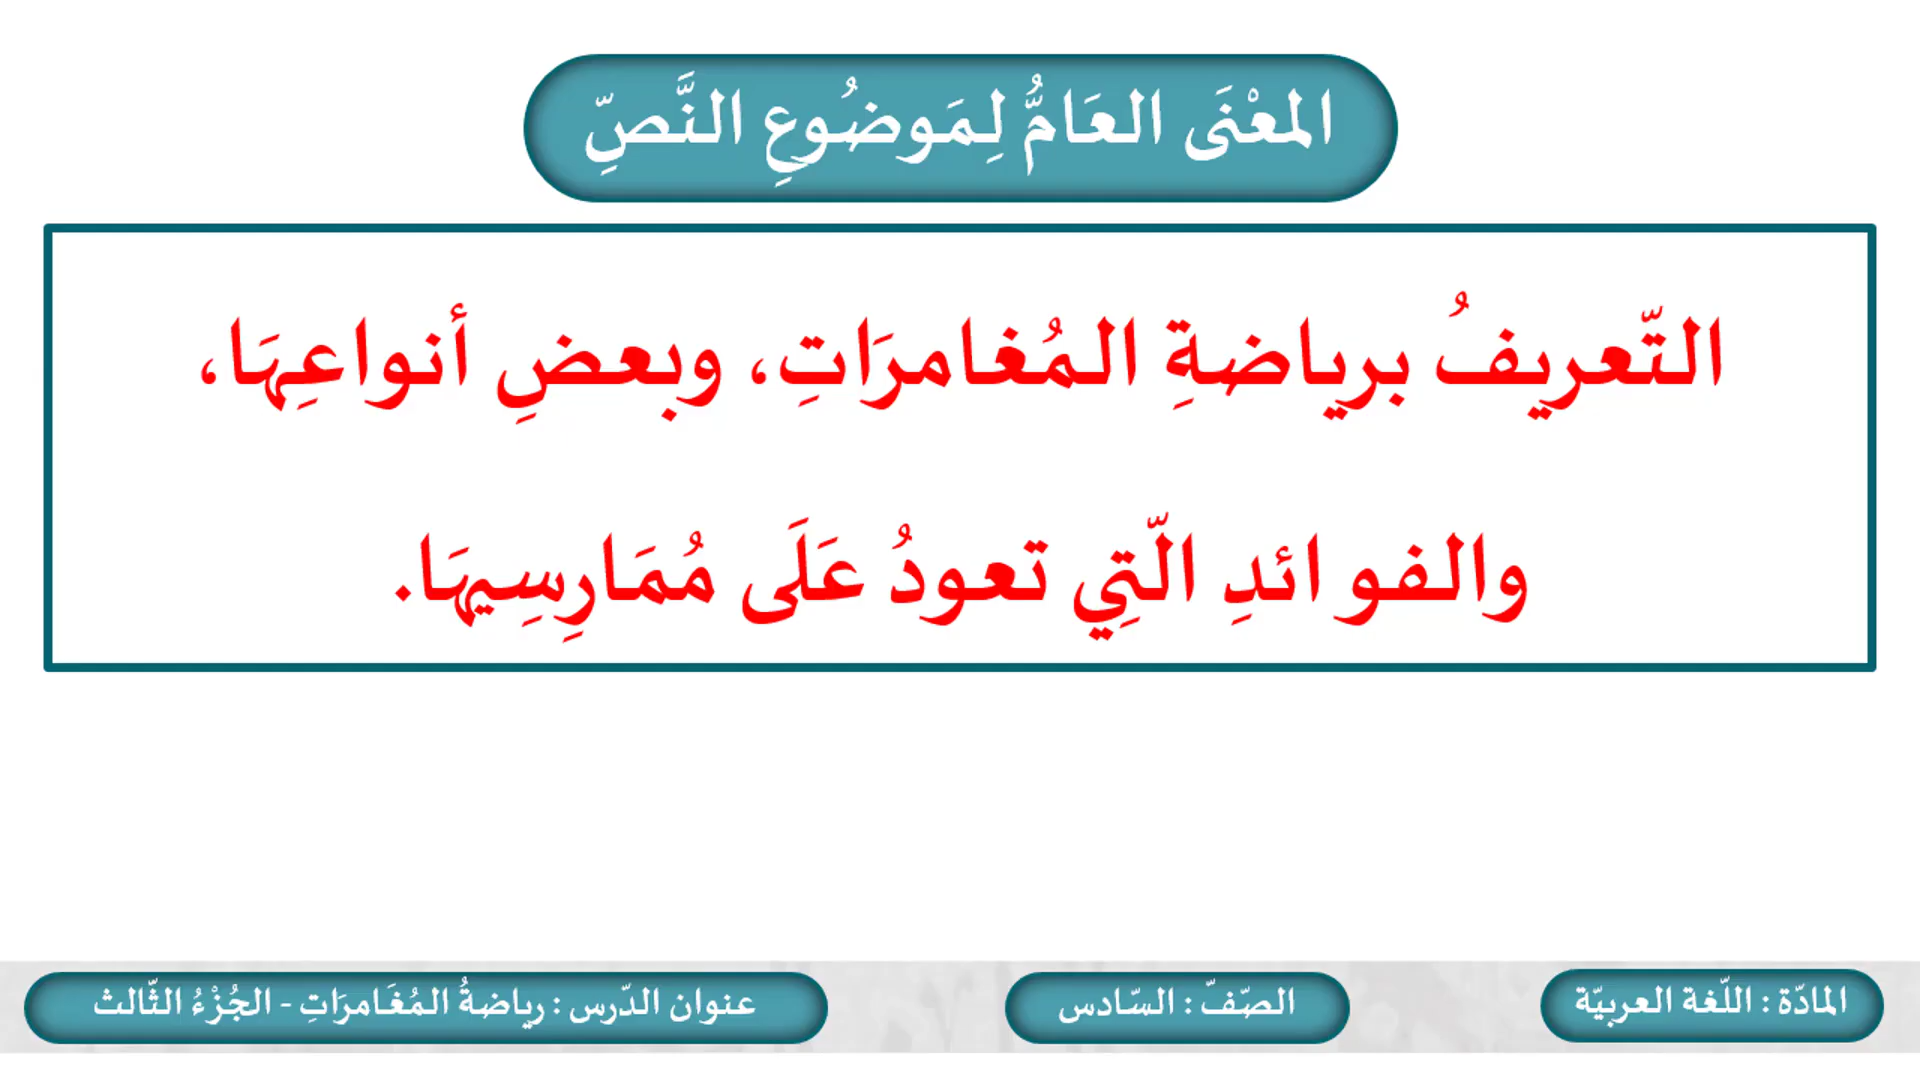 المعْنَى العَامُّ لِمَوضُوعِ النَّصِّ
التّعريفُ برياضةِ المُغامرَاتِ، وبعضِ أنواعِهَا،
والفوائدِ الّتِي تعودُ عَلَى مُمَارِسِيهَا.
المادّة : اللّغة العربيّة
الصّفّ : السّادس
عنوان الدّرس : رياضةُ المُغَامرَاتِ - الجُزْءُ الثّالث